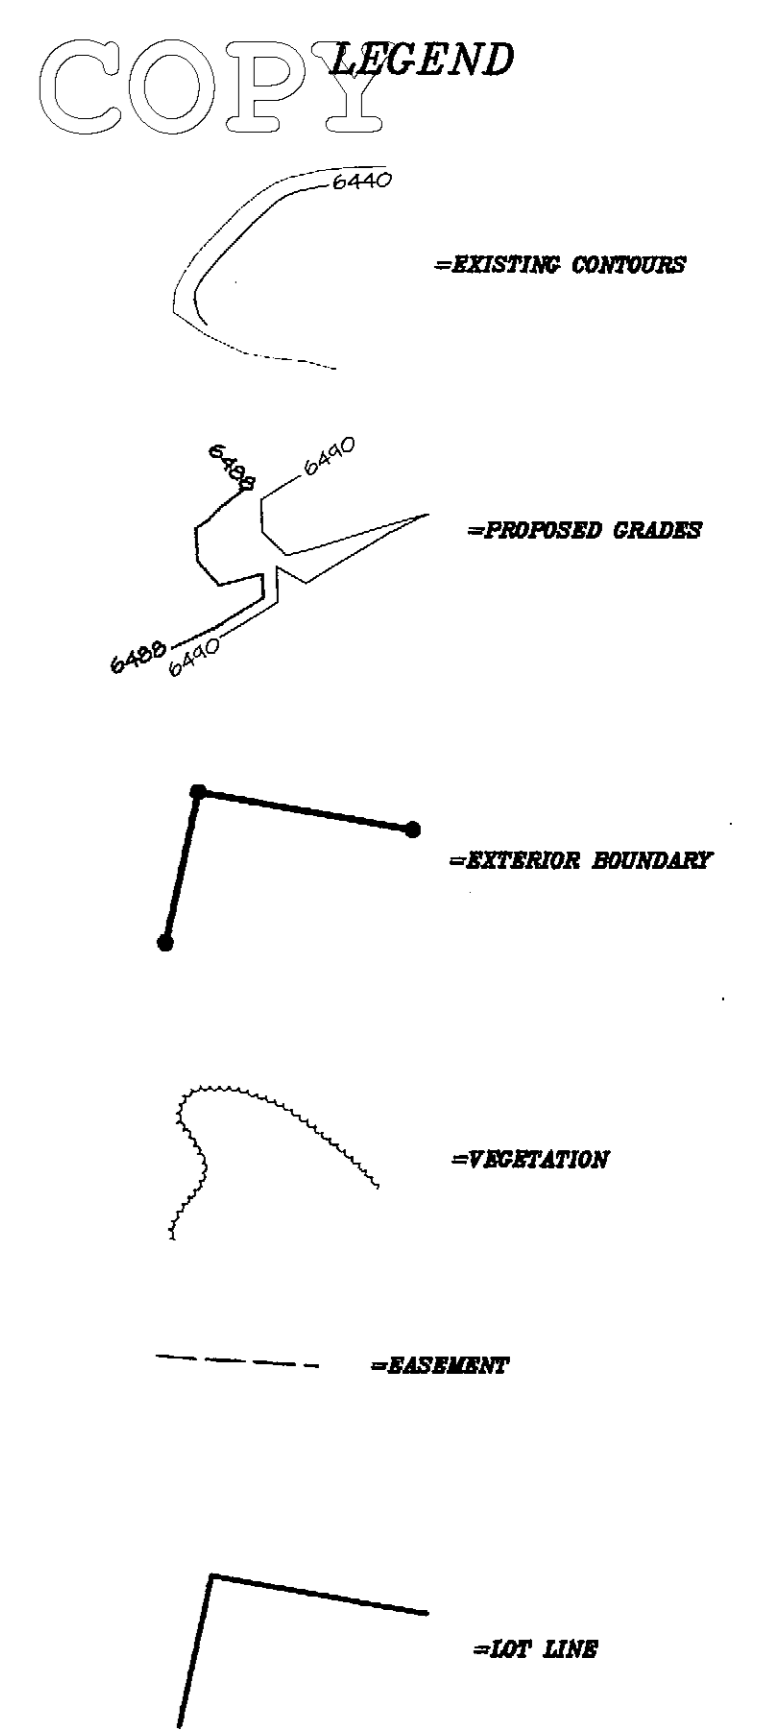 COPY
LEGEND
6440
=EXISTING CONTOURS
6488
6490
=PROPOSED GRADES
6488
6490
=EXTERIOR BOUNDARY
=VEGETATION
=EASEMENT
=LOT LINE